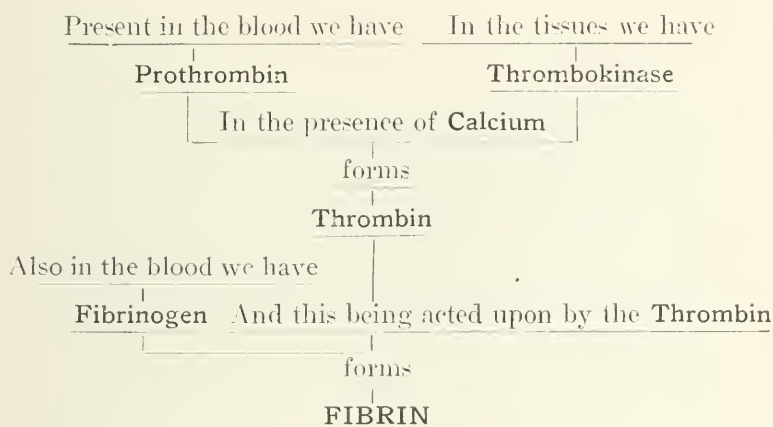 Present in the blood we have In the tissues we have
Prothrombin Thrombokinase
In the presence of Calcium
forms
Thrombin
Also in the blood we have
Fibrinogen And this being acted upon by the Thrombin
forms
FIBRIN